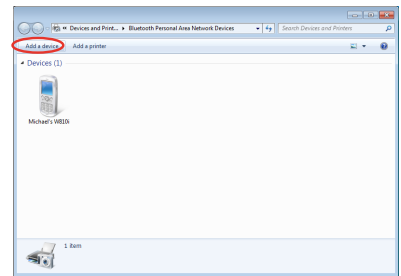 « Devices and Print... ▸ Bluetooth Personal Area Network Devices
Search Devices and Printers
Add a device
Add a printer
Devices (1)
Michael's W810i
1 item